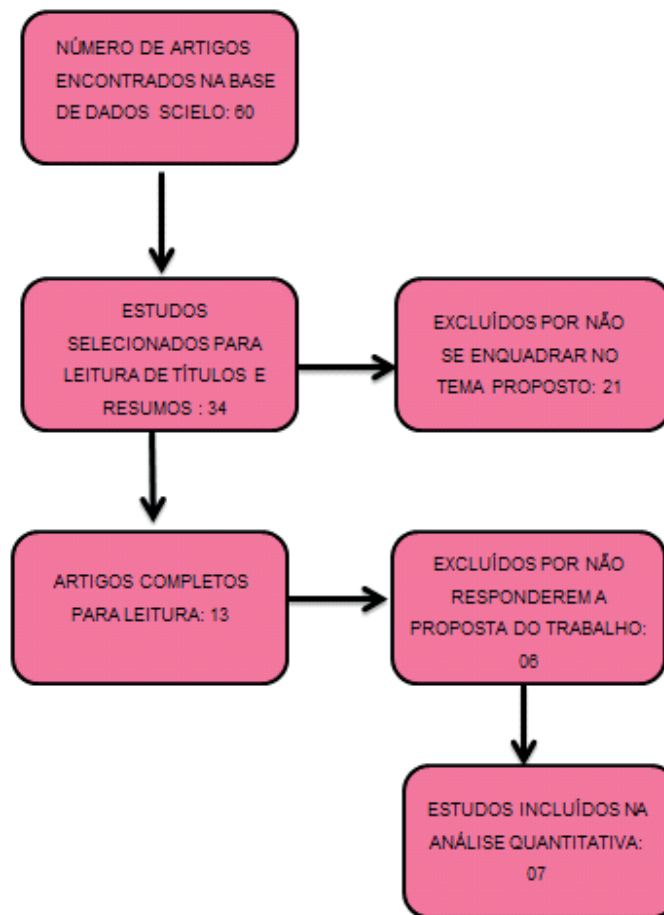 NÚMERO DE ARTIGOS
ENCONTRADOS NA BASE
DE DADOS SCIELO: 60
ESTUDOS
SELECIONADOS PARA
LEITURA DE TÍTULOS E
RESUMOS : 34
EXCLUÍDOS POR NÃO
SE ENQUADRAR NO
TEMA PROPOSTO: 21
ARTIGOS COMPLETOS
PARA LEITURA: 13
EXCLUÍDOS POR NÃO
RESPONDEREM A
PROPOSTA DO TRABALHO:
06
ESTUDOS INCLUÍDOS NA
ANÁLISE QUANTITATIVA:
07